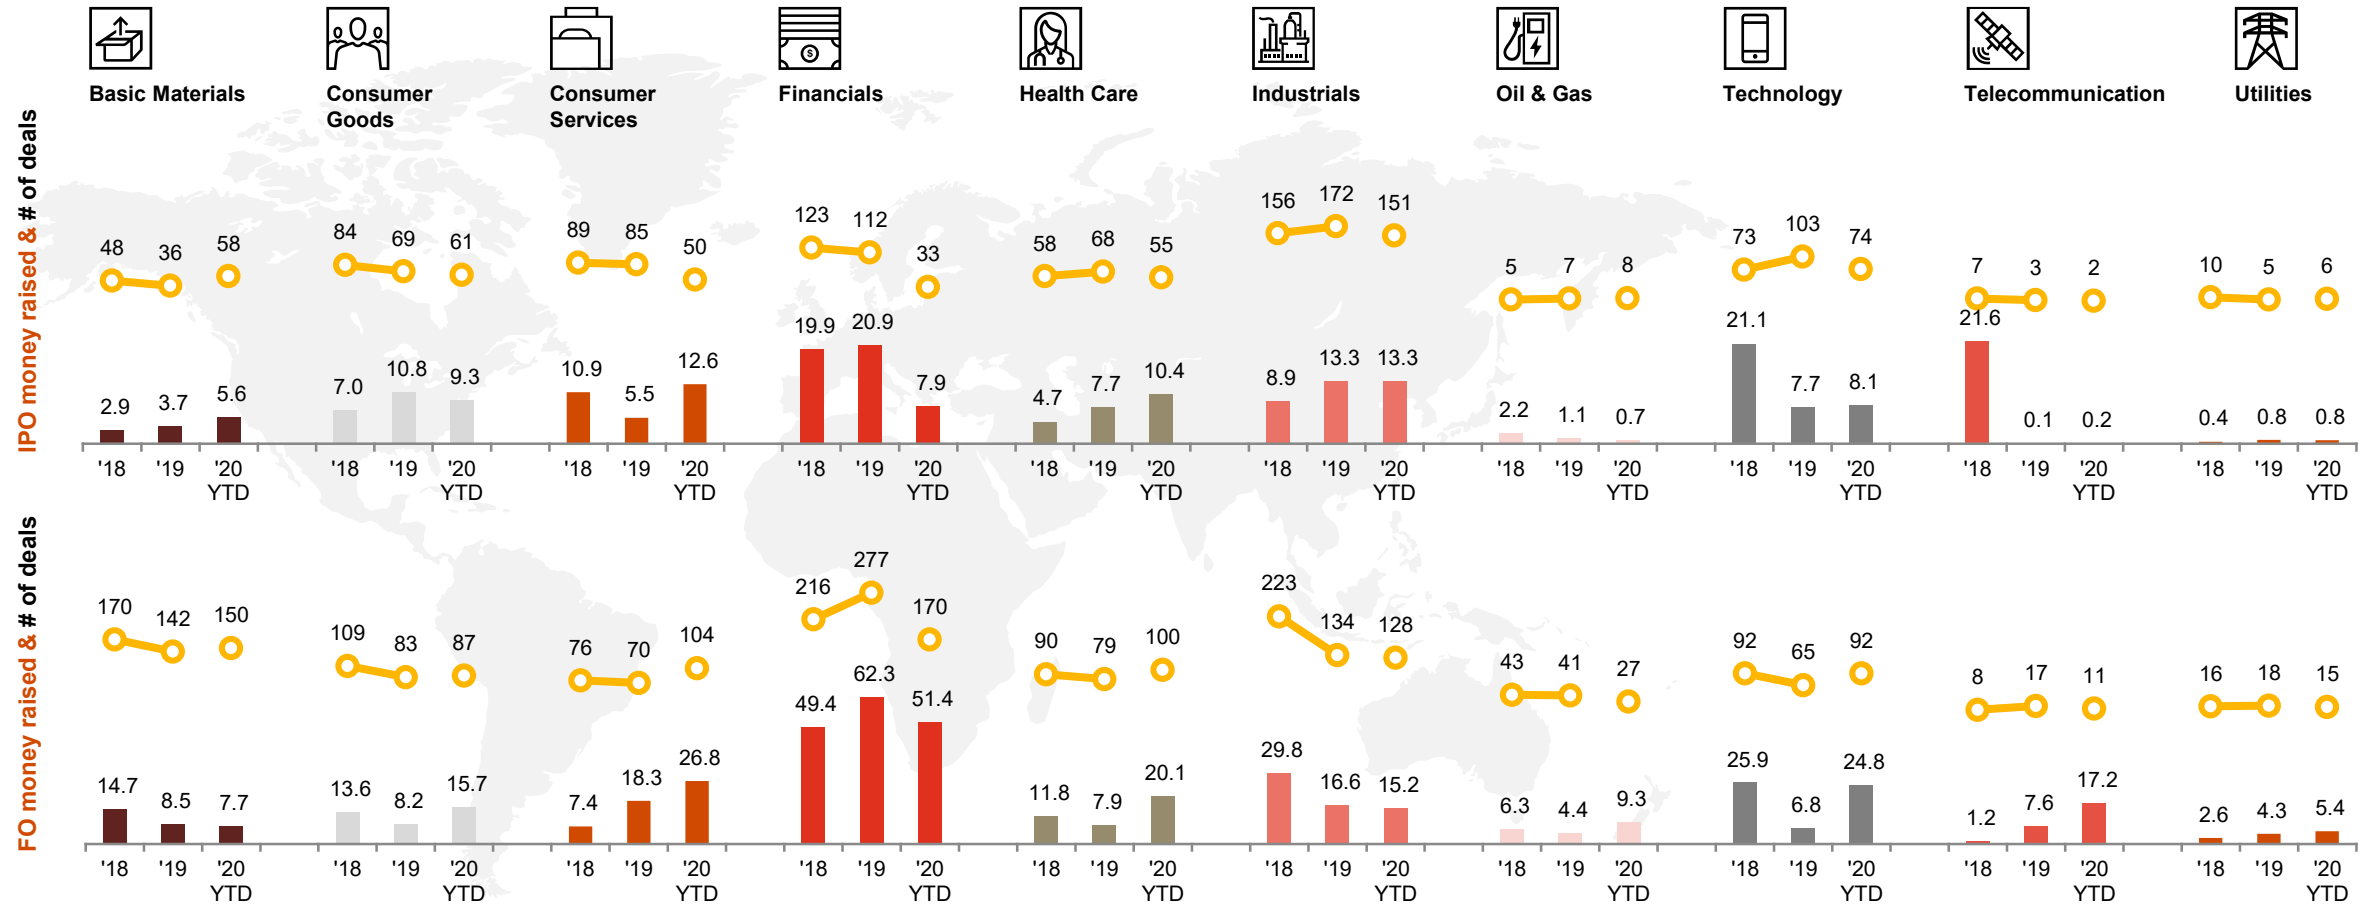 Basic Materials
Consumer
Goods
Consumer
Services
Financials
Health Care
Industrials
Oil & Gas
Technology
Telecommunication
Utilities
IPO money raised & # of deals
48 36 58
84 69 61
89 85 50
123 112 33
58 68 55
156 172 151
5 7 8
73 103 74
7 3 2
10 5 6
2.9 3.7 5.6
7.0 10.8 9.3
10.9 5.5 12.6
19.9 20.9 7.9
4.7 7.7 10.4
8.9 13.3 13.3
2.2 1.1 0.7
21.1 7.7 8.1
21.6 0.1 0.2
0.4 0.8 0.8
'18 '19 '20
YTD
'18 '19 '20
YTD
'18 '19 '20
YTD
'18 '19 '20
YTD
'18 '19 '20
YTD
'18 '19 '20
YTD
'18 '19 '20
YTD
'18 '19 '20
YTD
'18 '19 '20
YTD
'18 '19 '20
YTD
FO money raised & # of deals
170 142 150
109 83 87
76 70 104
216 277 170
90 79 100
223 134 128
43 41 27
92 65 92
8 17 11
16 18 15
14.7 8.5 7.7
13.6 8.2 15.7
7.4 18.3 26.8
49.4 62.3 51.4
11.8 7.9 20.1
29.8 16.6 15.2
6.3 4.4 9.3
25.9 6.8 24.8
1.2 7.6 17.2
2.6 4.3 5.4
'18 '19 '20
YTD
'18 '19 '20
YTD
'18 '19 '20
YTD
'18 '19 '20
YTD
'18 '19 '20
YTD
'18 '19 '20
YTD
'18 '19 '20
YTD
'18 '19 '20
YTD
'18 '19 '20
YTD
'18 '19 '20
YTD